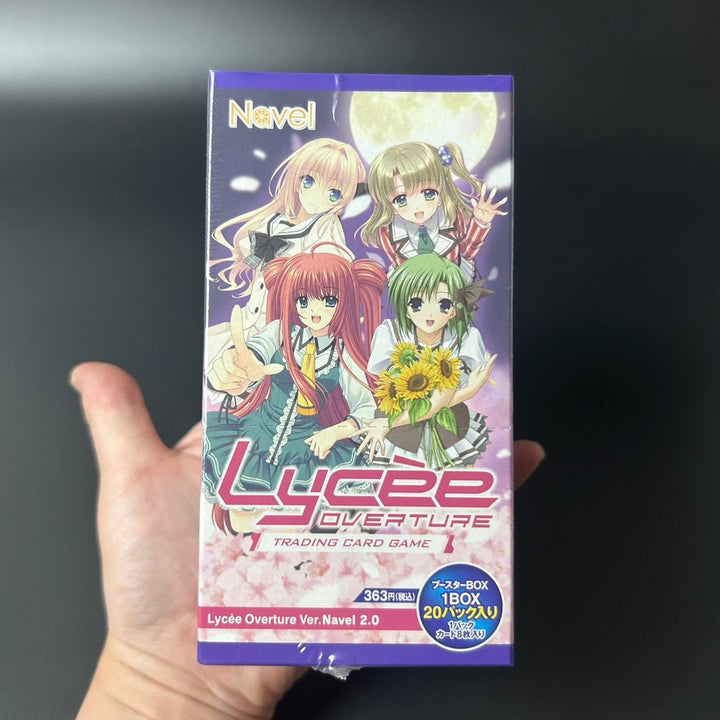 Navel
Lycèe
OVERTURE
TRADING CARD GAME
363円(税込)
ブースターBOX
1BOX
20パック入り
1パック
カード8枚入り
Lycèe Overture Ver.Navel 2.0